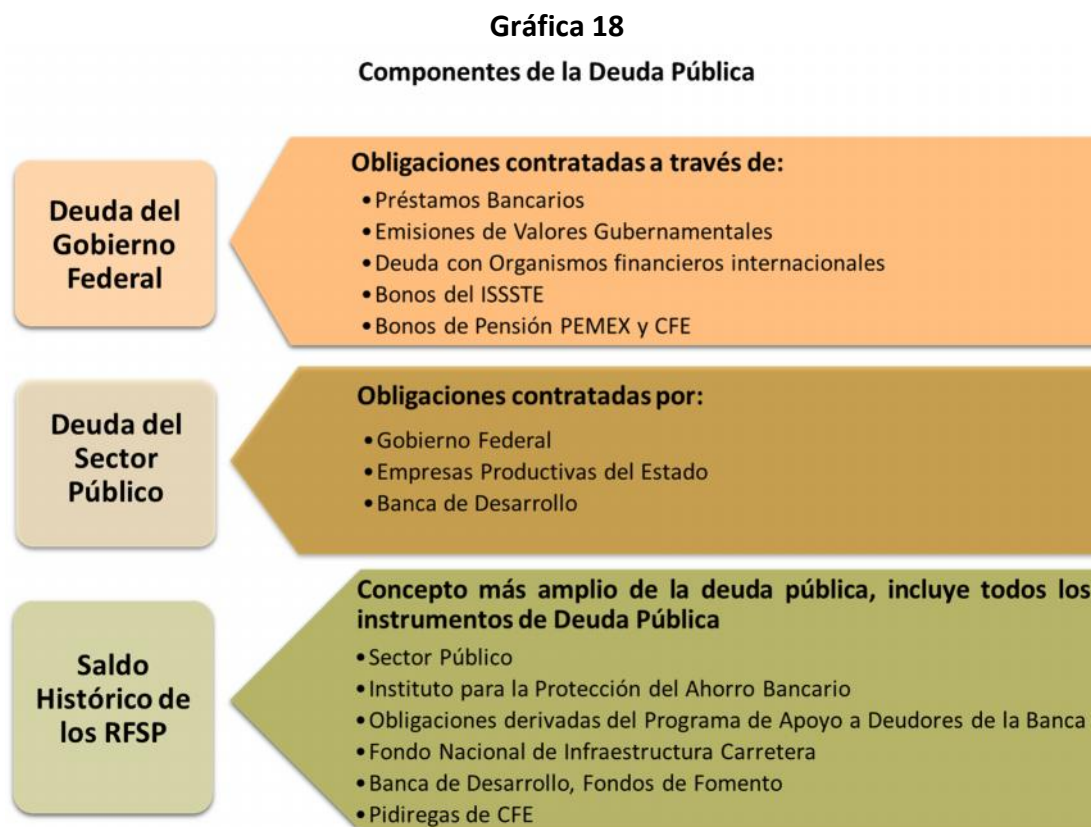 Gráfica 18
Componentes de la Deuda Pública
Deuda del
Gobierno
Federal
Obligaciones contratadas a través de:
•Préstamos Bancarios
•Emisiones de Valores Gubernamentales
•Deuda con Organismos financieros internacionales
•Bonos del ISSSTE
•Bonos de Pensión PEMEX y CFE
Deuda del
Sector
Público
Obligaciones contratadas por:
•Gobierno Federal
•Empresas Productivas del Estado
•Banca de Desarrollo
Saldo
Histórico de
los RFSP
Concepto más amplio de la deuda pública, incluye todos los
instrumentos de Deuda Pública
•Sector Público
•Instituto para la Protección del Ahorro Bancario
•Obligaciones derivadas del Programa de Apoyo a Deudores de la Banca
•Fondo Nacional de Infraestructura Carretera
•Banca de Desarrollo, Fondos de Fomento
•Pidiregas de CFE